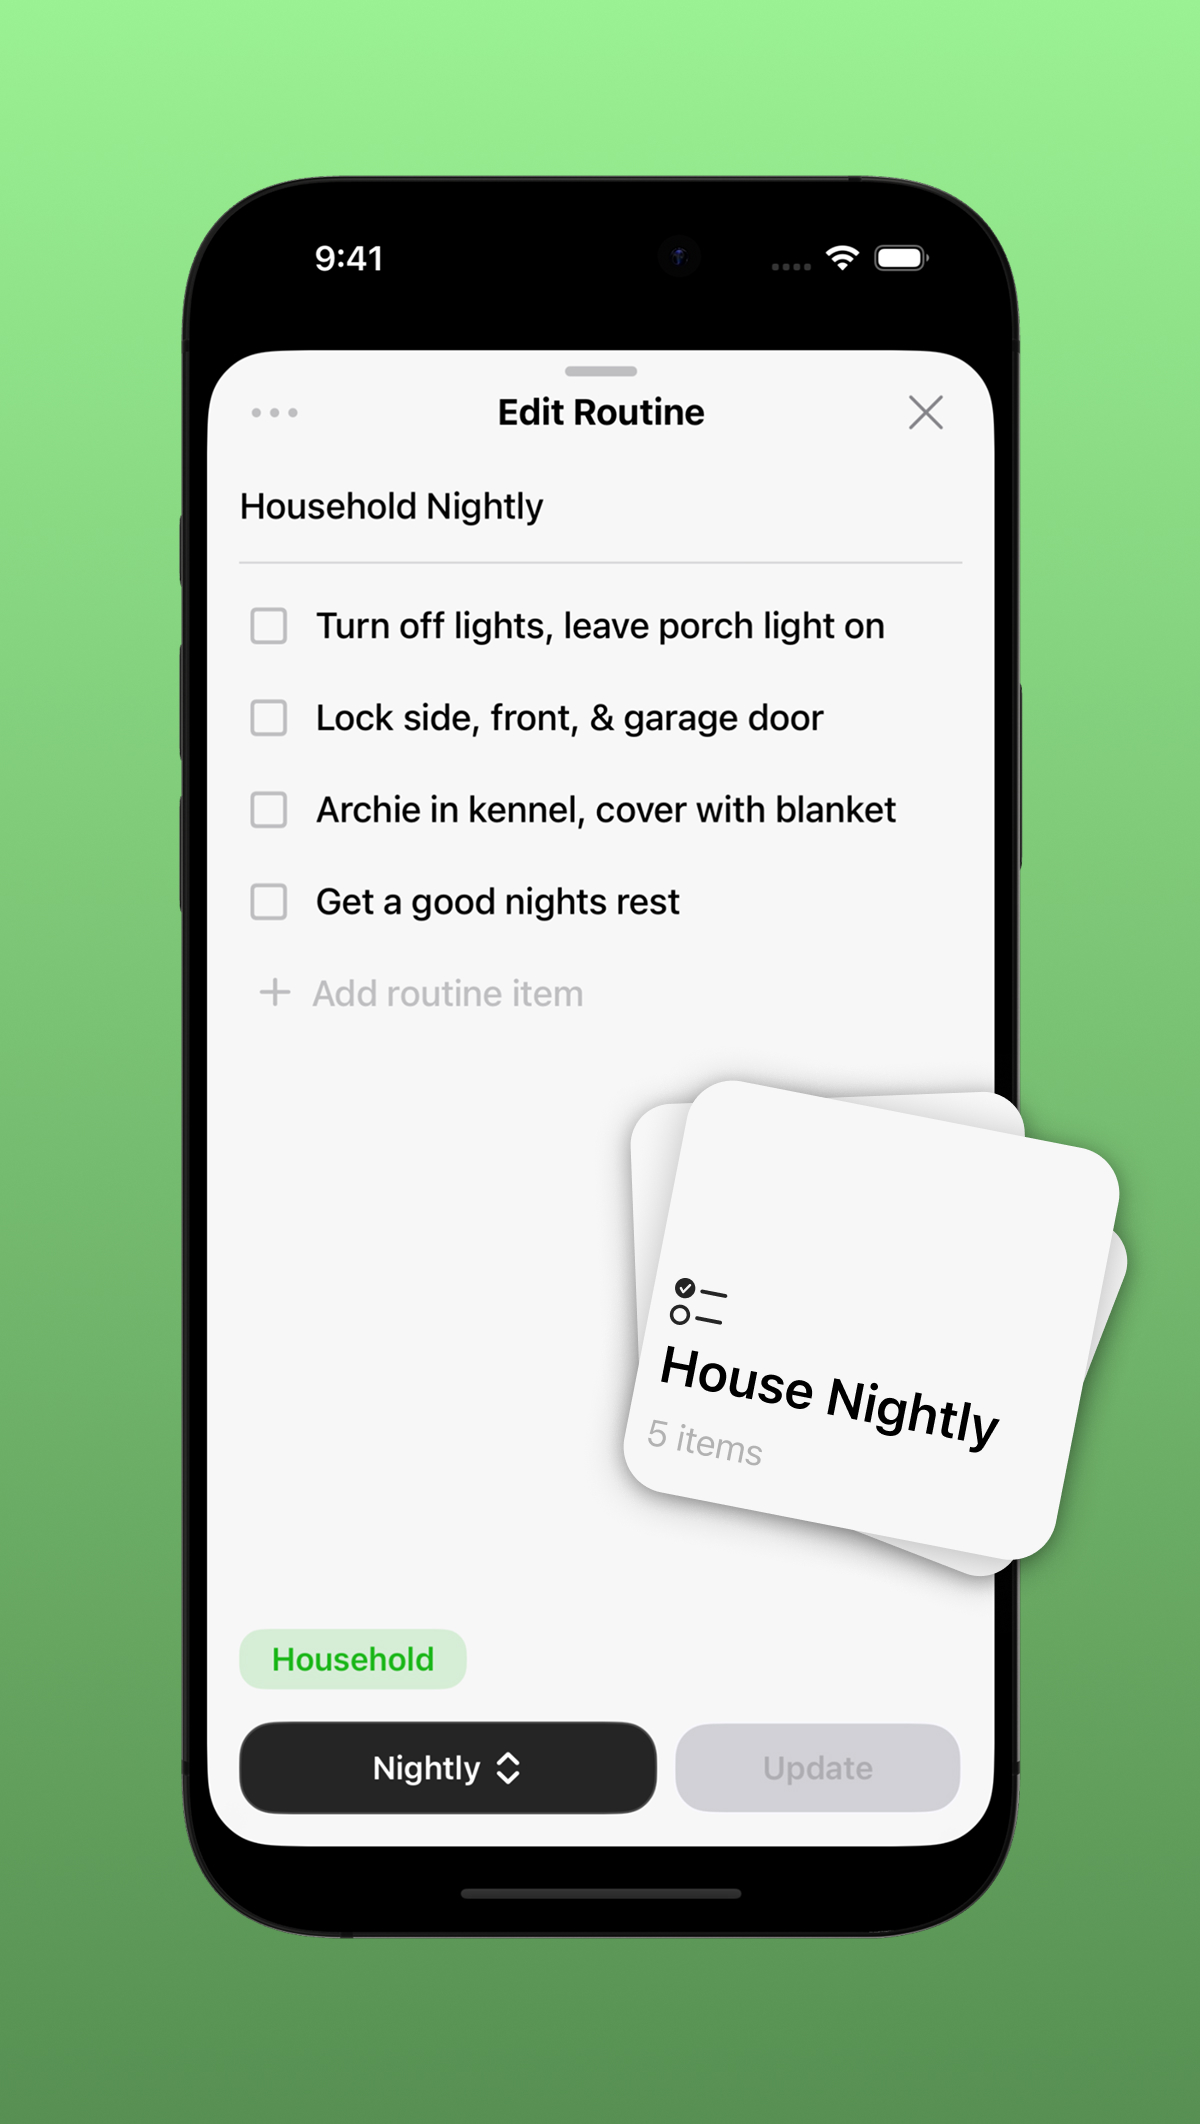 9:41
Edit Routine
Household Nightly
Turn off lights, leave porch light on
Lock side, front, & garage door
Archie in kennel, cover with blanket
Get a good nights rest
Add routine item
House Nightly
5 items
Household
Nightly
Update